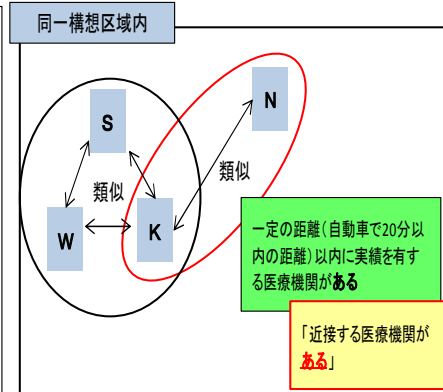 同一構想区域内
N
S
類似
類似
W
K
一定の距離(自動車で20分以
内の距離)以内に実績を有す
る医療機関がある
「近接する医療機関が
ある」